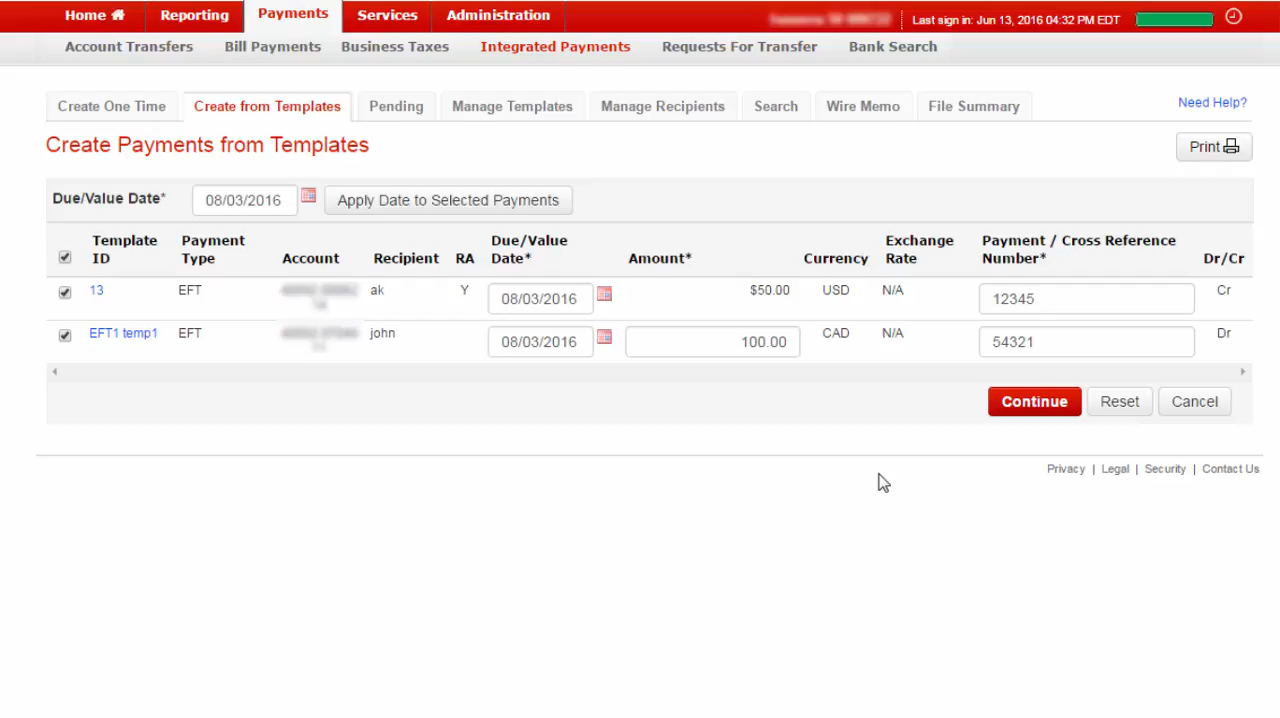 Home Reporting Payments Services Administration Last sign in: Jun 13, 2016 04:32 PM EDT
Account Transfers Bill Payments Business Taxes Integrated Payments Requests For Transfer Bank Search
Create One Time Create from Templates Pending Manage Templates Manage Recipients Search Wire Memo File Summary Need Help?
Create Payments from Templates Print
Due/Value Date* 08/03/2016 Apply Date to Selected Payments
Template Payment Due/Value Exchange Payment / Cross Reference
ID Type Account Recipient RA Date* Amount* Currency Rate Number* Dr/Cr
13 EFT ak Y 08/03/2016 $50.00 USD N/A 12345 Cr
EFT1 temp1 EFT john 08/03/2016 100.00 CAD N/A 54321 Dr
Continue Reset Cancel
Privacy | Legal | Security | Contact Us